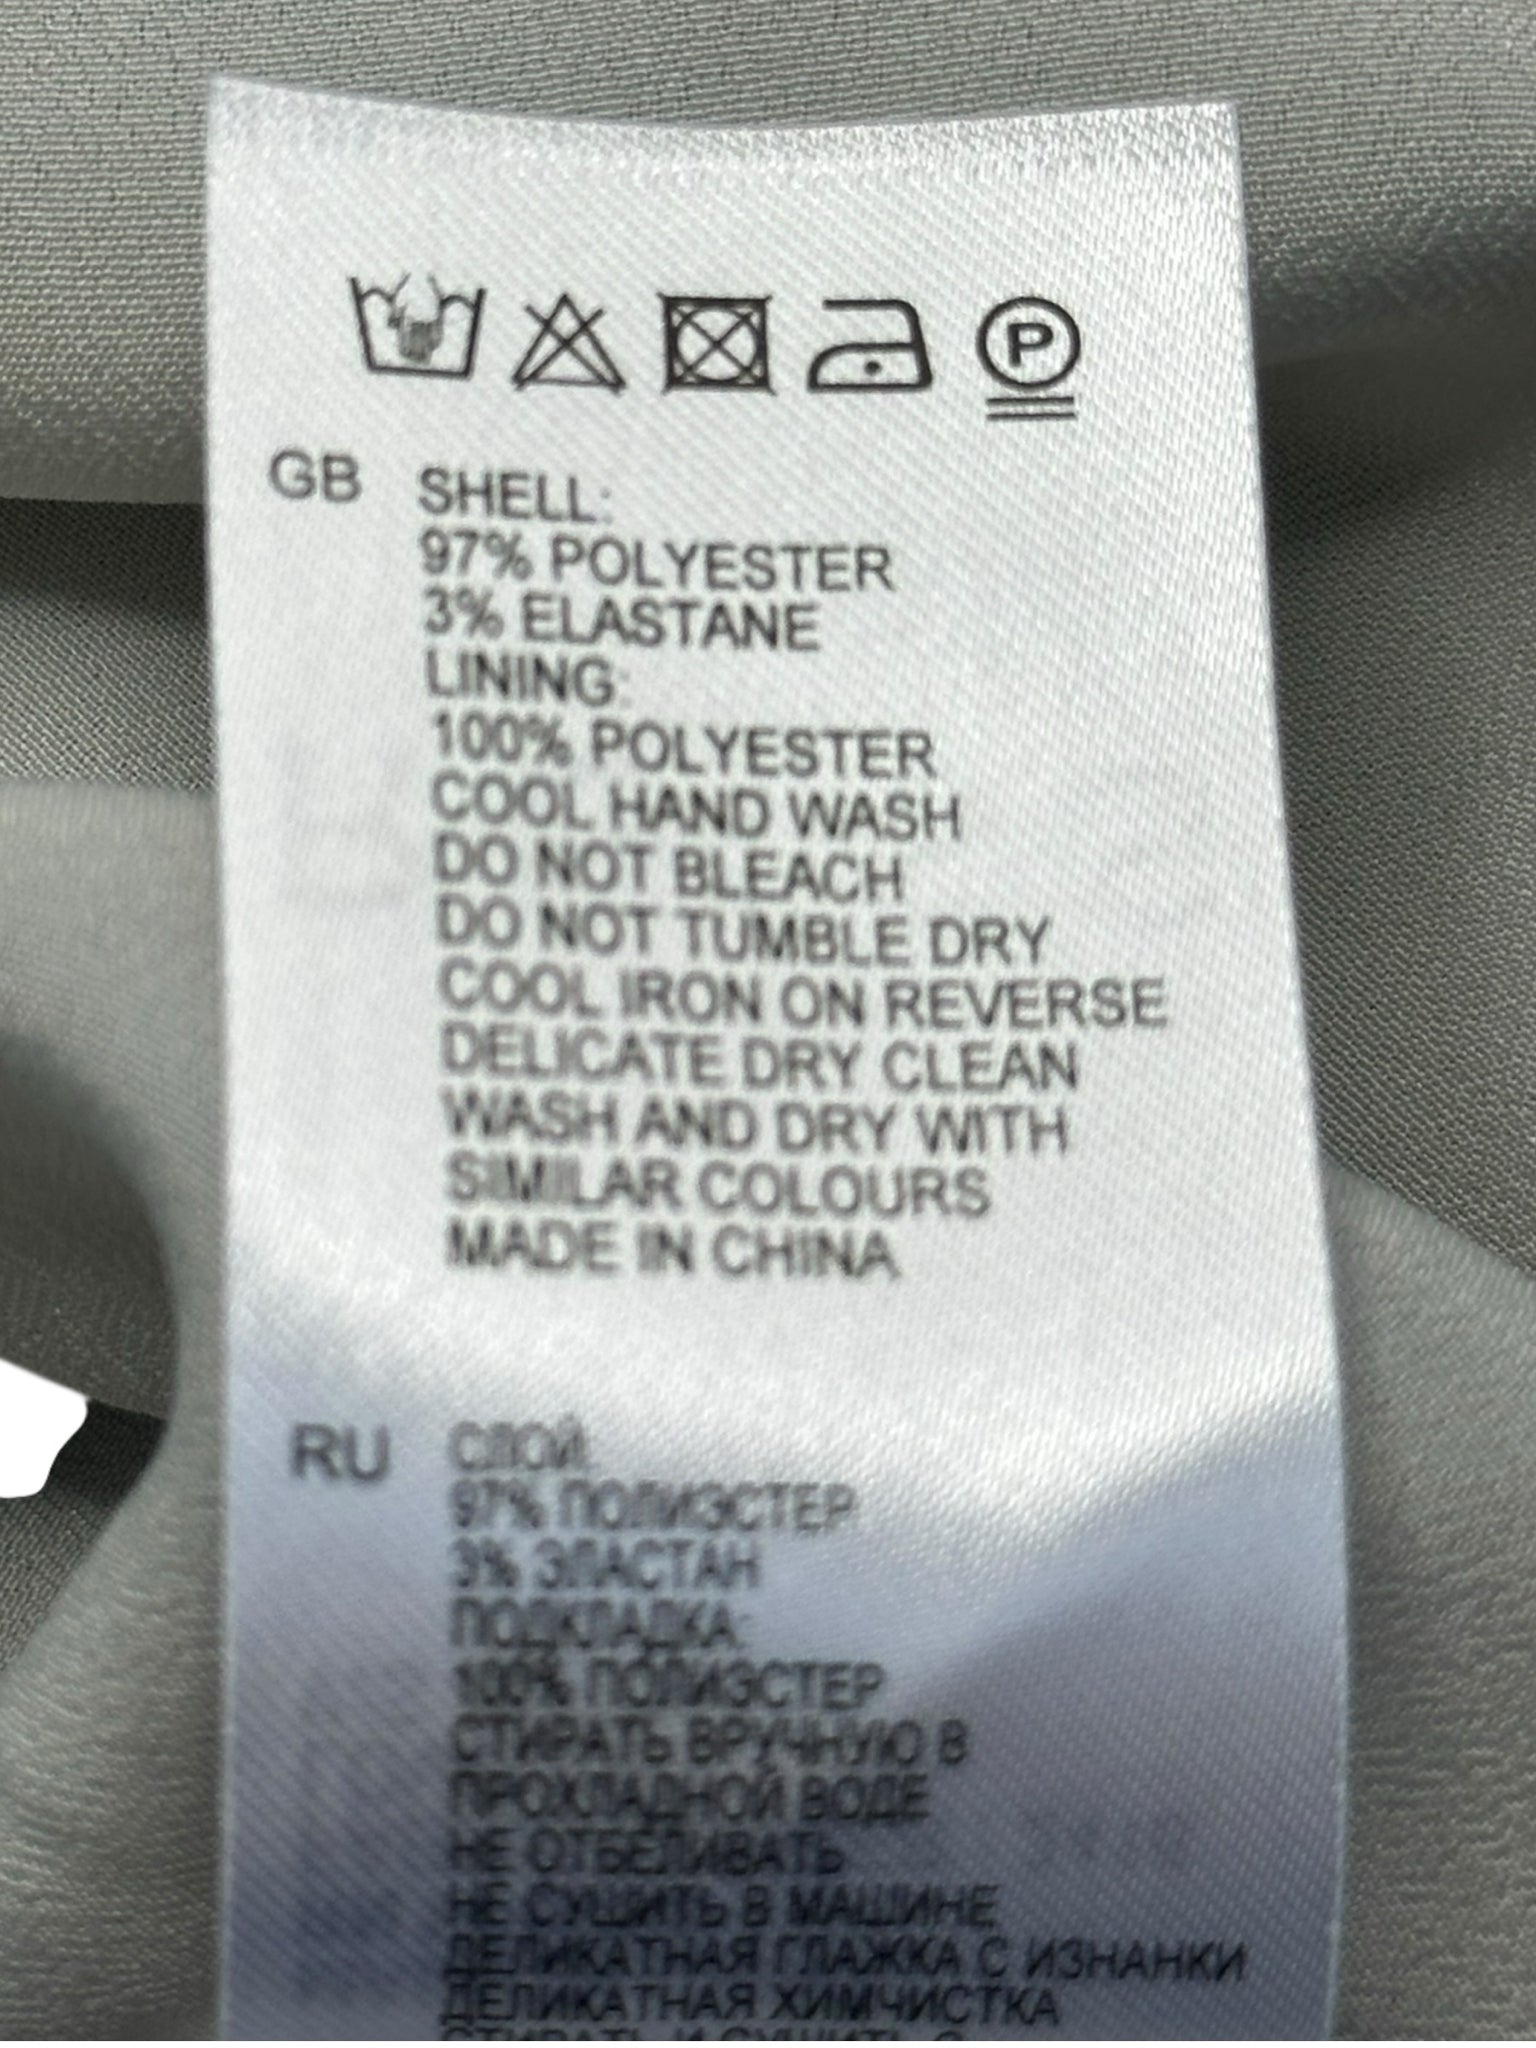 P
GB
SHELL:
97% POLYESTER
3% ELASTANE
LINING:
100% POLYESTER
COOL HAND WASH
DO NOT BLEACH
DO NOT TUMBLE DRY
COOL IRON ON REVERSE
DELICATE DRY CLEAN
WASH AND DRY WITH
SIMILAR COLOURS
MADE IN CHINA
RU
СЛОЙ:
97% ПОЛИЭСТЕР
3% ЭЛАСТАН
ПОДКЛАДКА:
100% ПОЛИЭСТЕР
СТИРАТЬ ВРУЧНУЮ В
ПРОХЛАДНОЙ ВОДЕ
НЕ ОТБЕЛИВАТЬ
НЕ СУШИТЬ В МАШИНЕ
ДЕЛИКАТНАЯ ГЛАЖКА С ИЗНАНКИ
ДЕЛИКАТНАЯ ХИМЧИСТКА
СТИРАТЬ И СУШИТЬ С